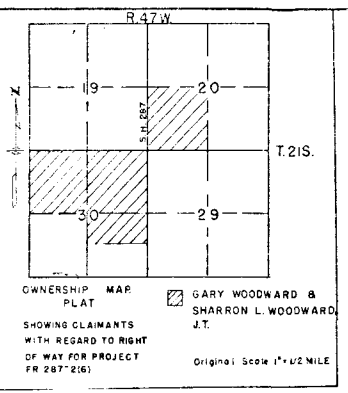 R. 47 W.
19
20
S H 287
T. 21S.
30
29
OWNERSHIP MAP
PLAT
SHOWING CLAIMANTS
WITH REGARD TO RIGHT
OF WAY FOR PROJECT
FR 287-2(6)
GARY WOODWARD &
SHARRON L. WOODWARD,
J.T.
Original Scale 1"=1/2 MILE